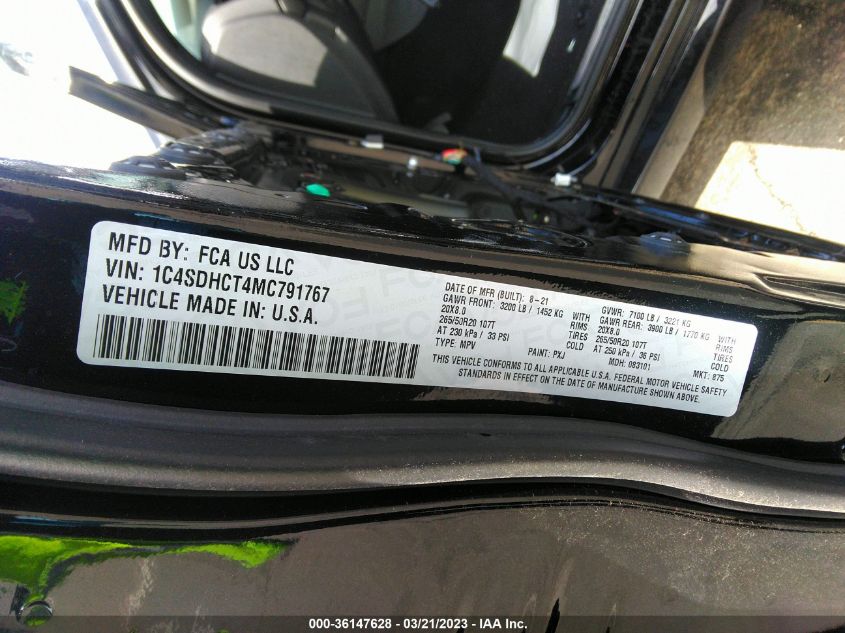 MFD BY: FCA US LLC
VIN: 1C4SDHCT4MC791767
VEHICLE MADE IN: U.S.A.
DATE OF MFR (BUILT): 8-21 GVWR: 7100 LB / 3221 KG
GAWR FRONT: 3200 LB / 1452 KG WITH GAWR REAR: 3900 LB / 1770 KG WITH
20X8.0 RIMS 20X8.0 RIMS
265/50R20 107T TIRES 265/50R20 107T TIRES
AT 230 kPa / 33 PSI COLD AT 250 kPa / 36 PSI COLD
TYPE: MPV PAINT: PXJ MDH: 083101 MKT: 875
THIS VEHICLE CONFORMS TO ALL APPLICABLE U.S.A. FEDERAL MOTOR VEHICLE SAFETY
STANDARDS IN EFFECT ON THE DATE OF MANUFACTURE SHOWN ABOVE.
000-36147628 - 03/21/2023 - IAA Inc.